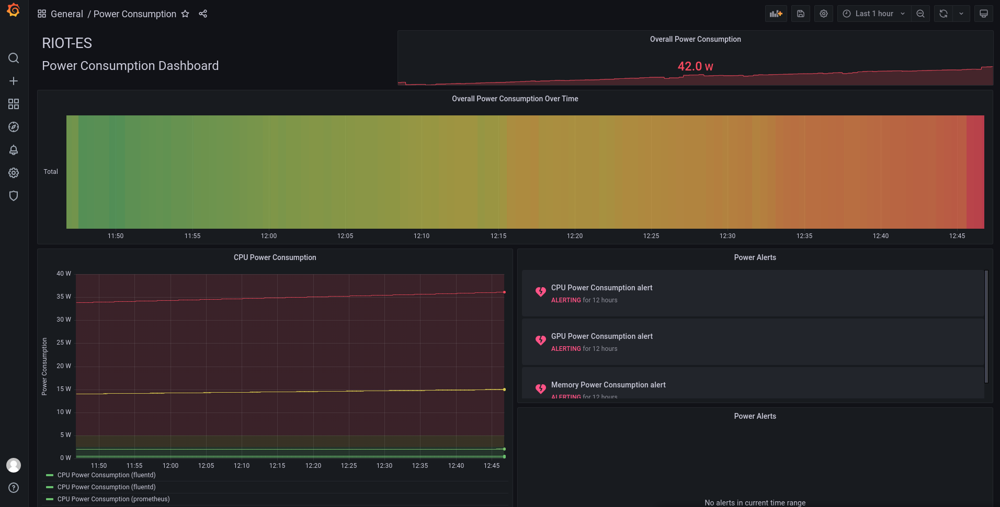 General / Power Consumption
Last 1 hour
RIOT-ES
Power Consumption Dashboard
Overall Power Consumption
42.0 W
Overall Power Consumption Over Time
Total
11:50 11:55 12:00 12:05 12:10 12:15 12:20 12:25 12:30 12:35 12:40 12:45
CPU Power Consumption
Power Consumption
40 W
35 W
30 W
25 W
20 W
15 W
10 W
5 W
0 W
11:50 11:55 12:00 12:05 12:10 12:15 12:20 12:25 12:30 12:35 12:40 12:45
CPU Power Consumption (fluentd)
CPU Power Consumption (fluentd)
CPU Power Consumption (prometheus)
Power Alerts
CPU Power Consumption alert
ALERTING for 12 hours
GPU Power Consumption alert
ALERTING for 12 hours
Memory Power Consumption alert
ALERTING for 12 hours
Power Alerts
No alerts in current time range